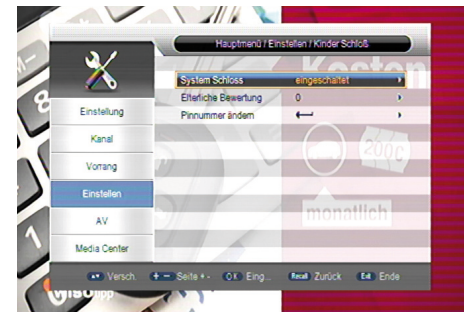 Hauptmenü / Einstellen / Kinder Schloß
Kosten
System Schloss eingeschaltet
Elterliche Bewertung 0
Pinnummer ändern
Einstellung
Kanal
Vorrang
Einstellen
AV
Media Center
200C
monatlich
Versch. + - Seite + - OK Eing... Recall Zurück Exit Ende